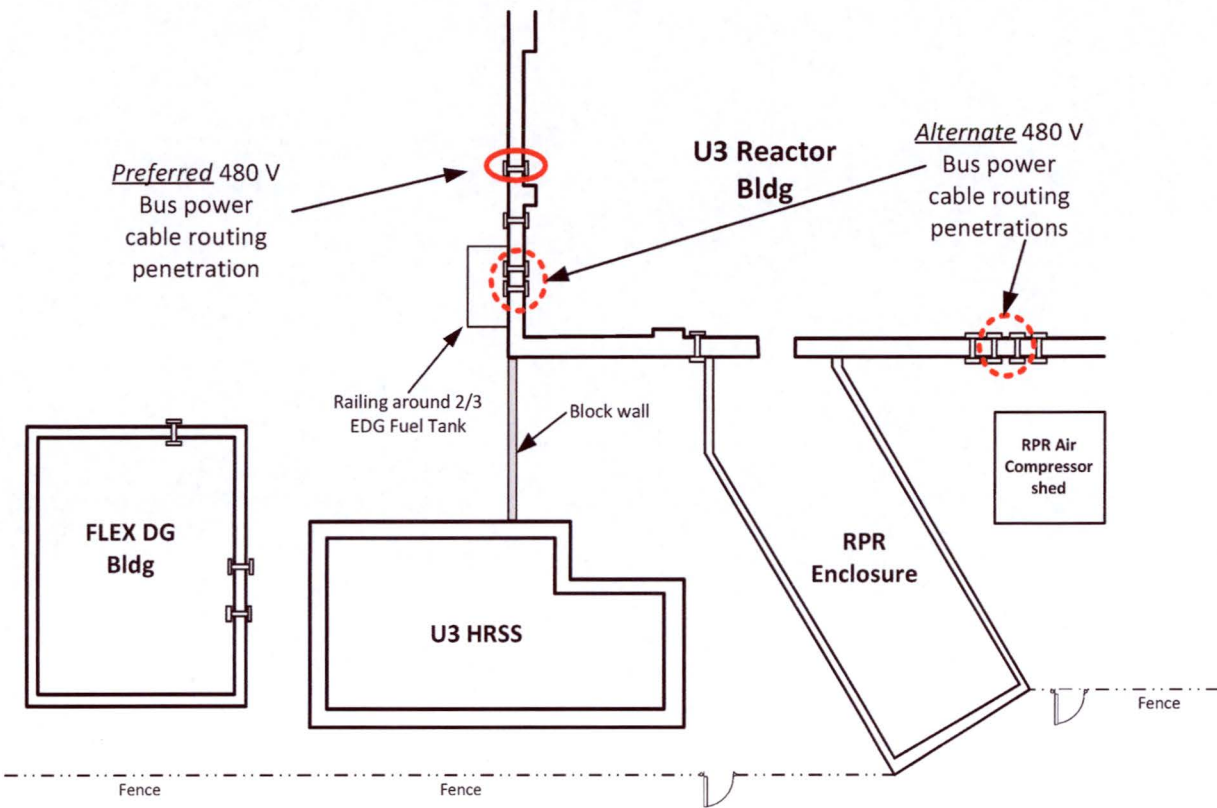 Preferred 480 V
Bus power
cable routing
penetration
U3 Reactor
Bldg
Alternate 480 V
Bus power
cable routing
penetrations
Railing around 2/3
EDG Fuel Tank
Block wall
RPR Air
Compressor
shed
FLEX DG
Bldg
RPR
Enclosure
U3 HRSS
Fence
Fence
Fence